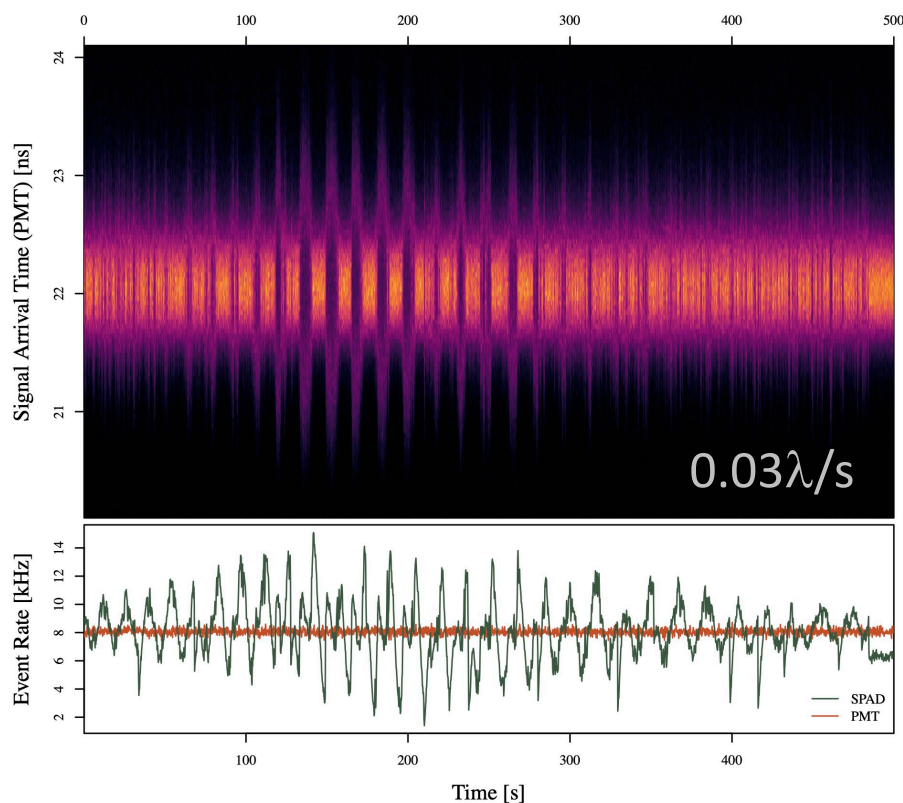 0 100 200 300 400 500
24
23
22
21
Signal Arrival Time (PMT) [ns]
0.03λ/s
14
12
10
8
6
4
2
Event Rate [kHz]
SPAD
PMT
100 200 300 400
Time [s]